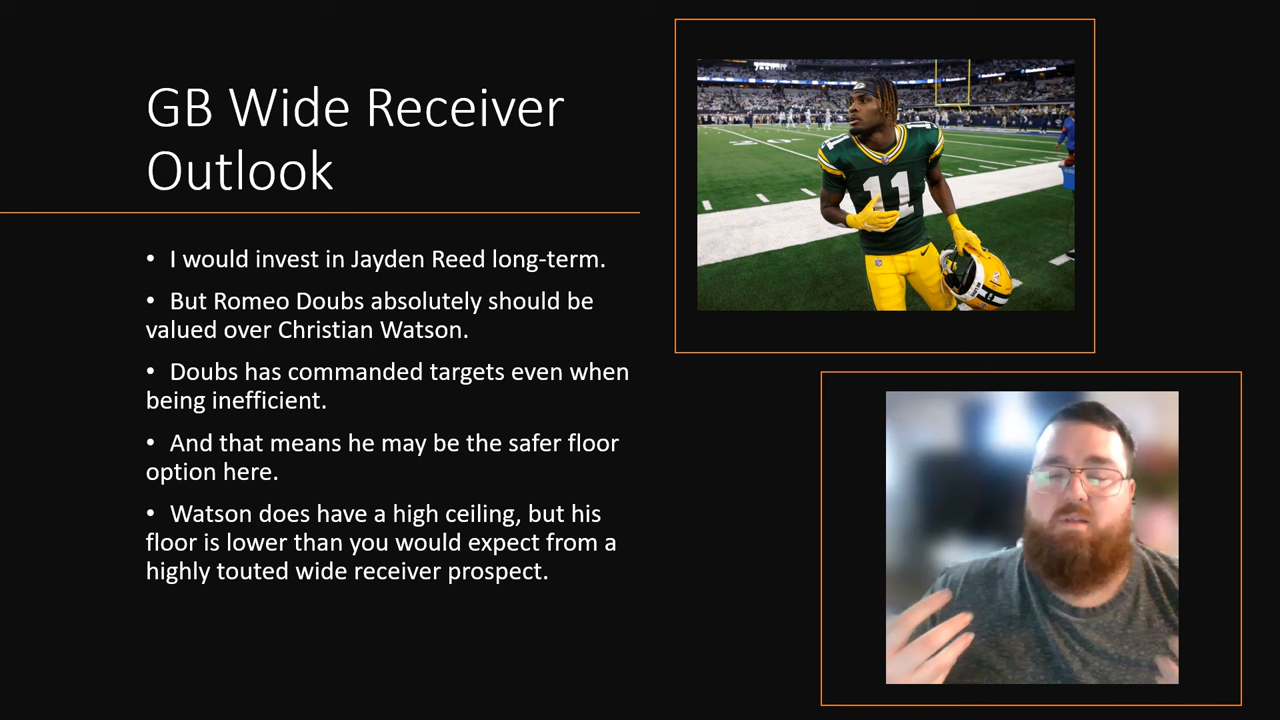 GB Wide Receiver
Outlook
• I would invest in Jayden Reed long-term.
• But Romeo Doubs absolutely should be
valued over Christian Watson.
• Doubs has commanded targets even when
being inefficient.
• And that means he may be the safer floor
option here.
• Watson does have a high ceiling, but his
floor is lower than you would expect from a
highly touted wide receiver prospect.
11
11